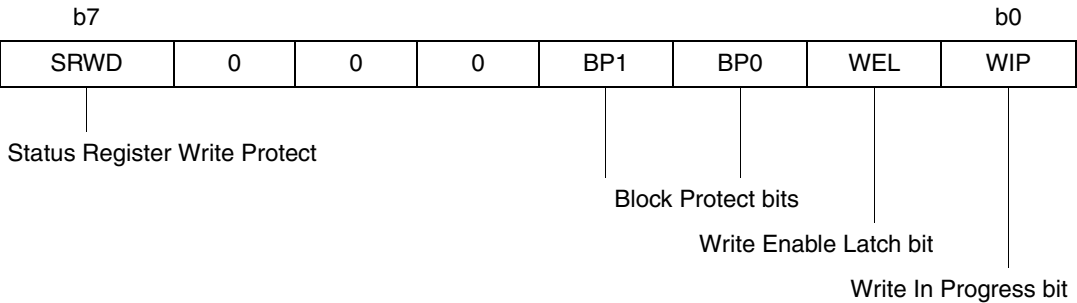 b7 b0
SRWD 0 0 0 BP1 BP0 WEL WIP
Status Register Write Protect
Block Protect bits
Write Enable Latch bit
Write In Progress bit